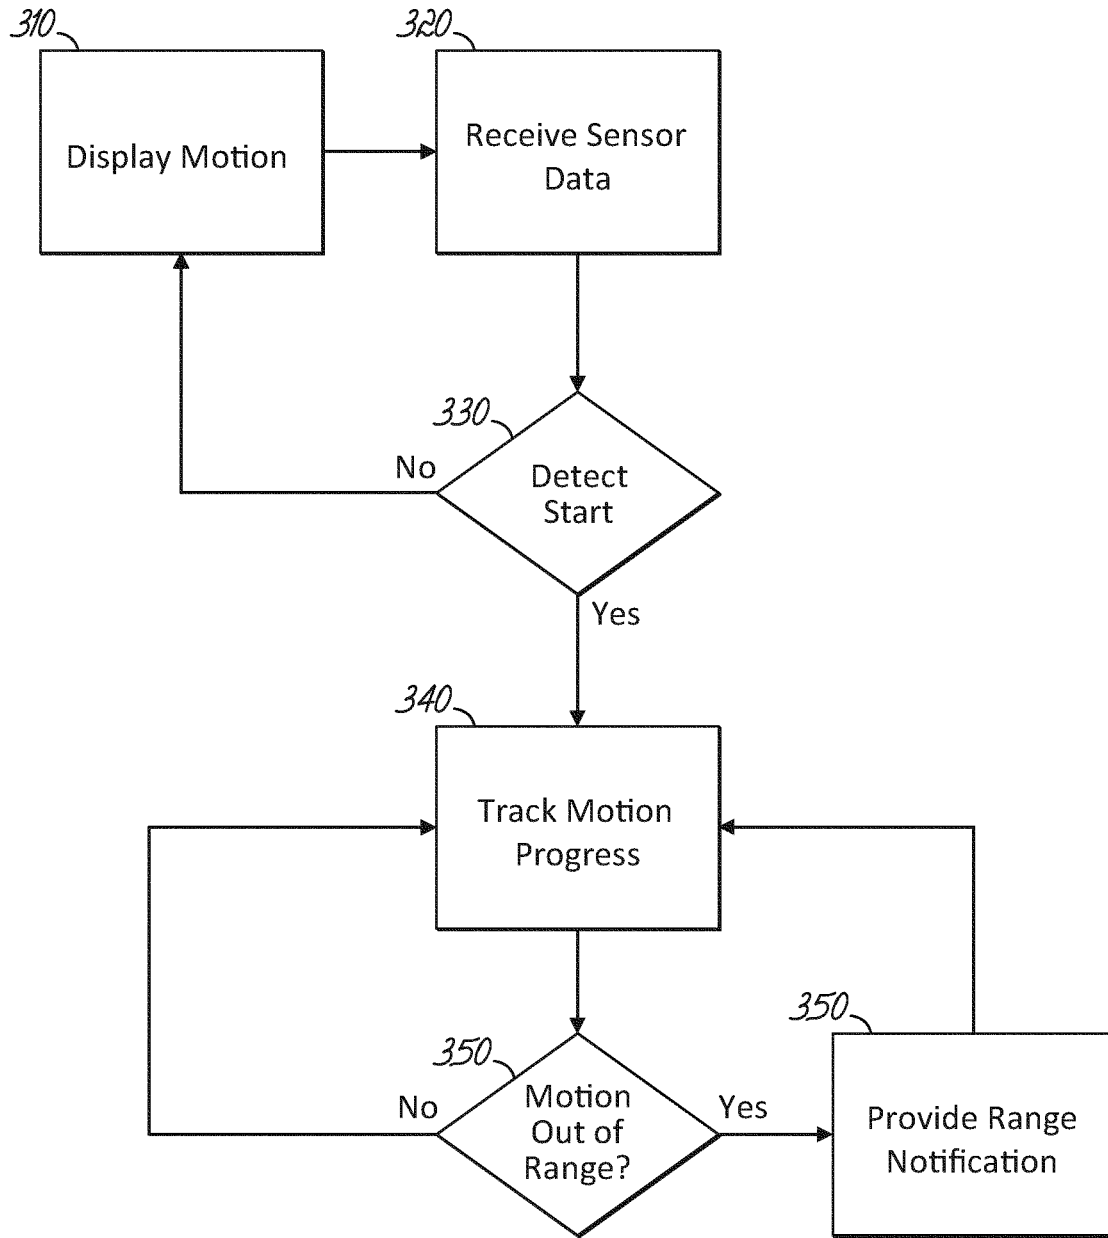 310
Display Motion
320
Receive Sensor
Data
330
Detect
Start
No
Yes
340
Track Motion
Progress
350
Motion
Out of
Range?
No
Yes
350
Provide Range
Notification